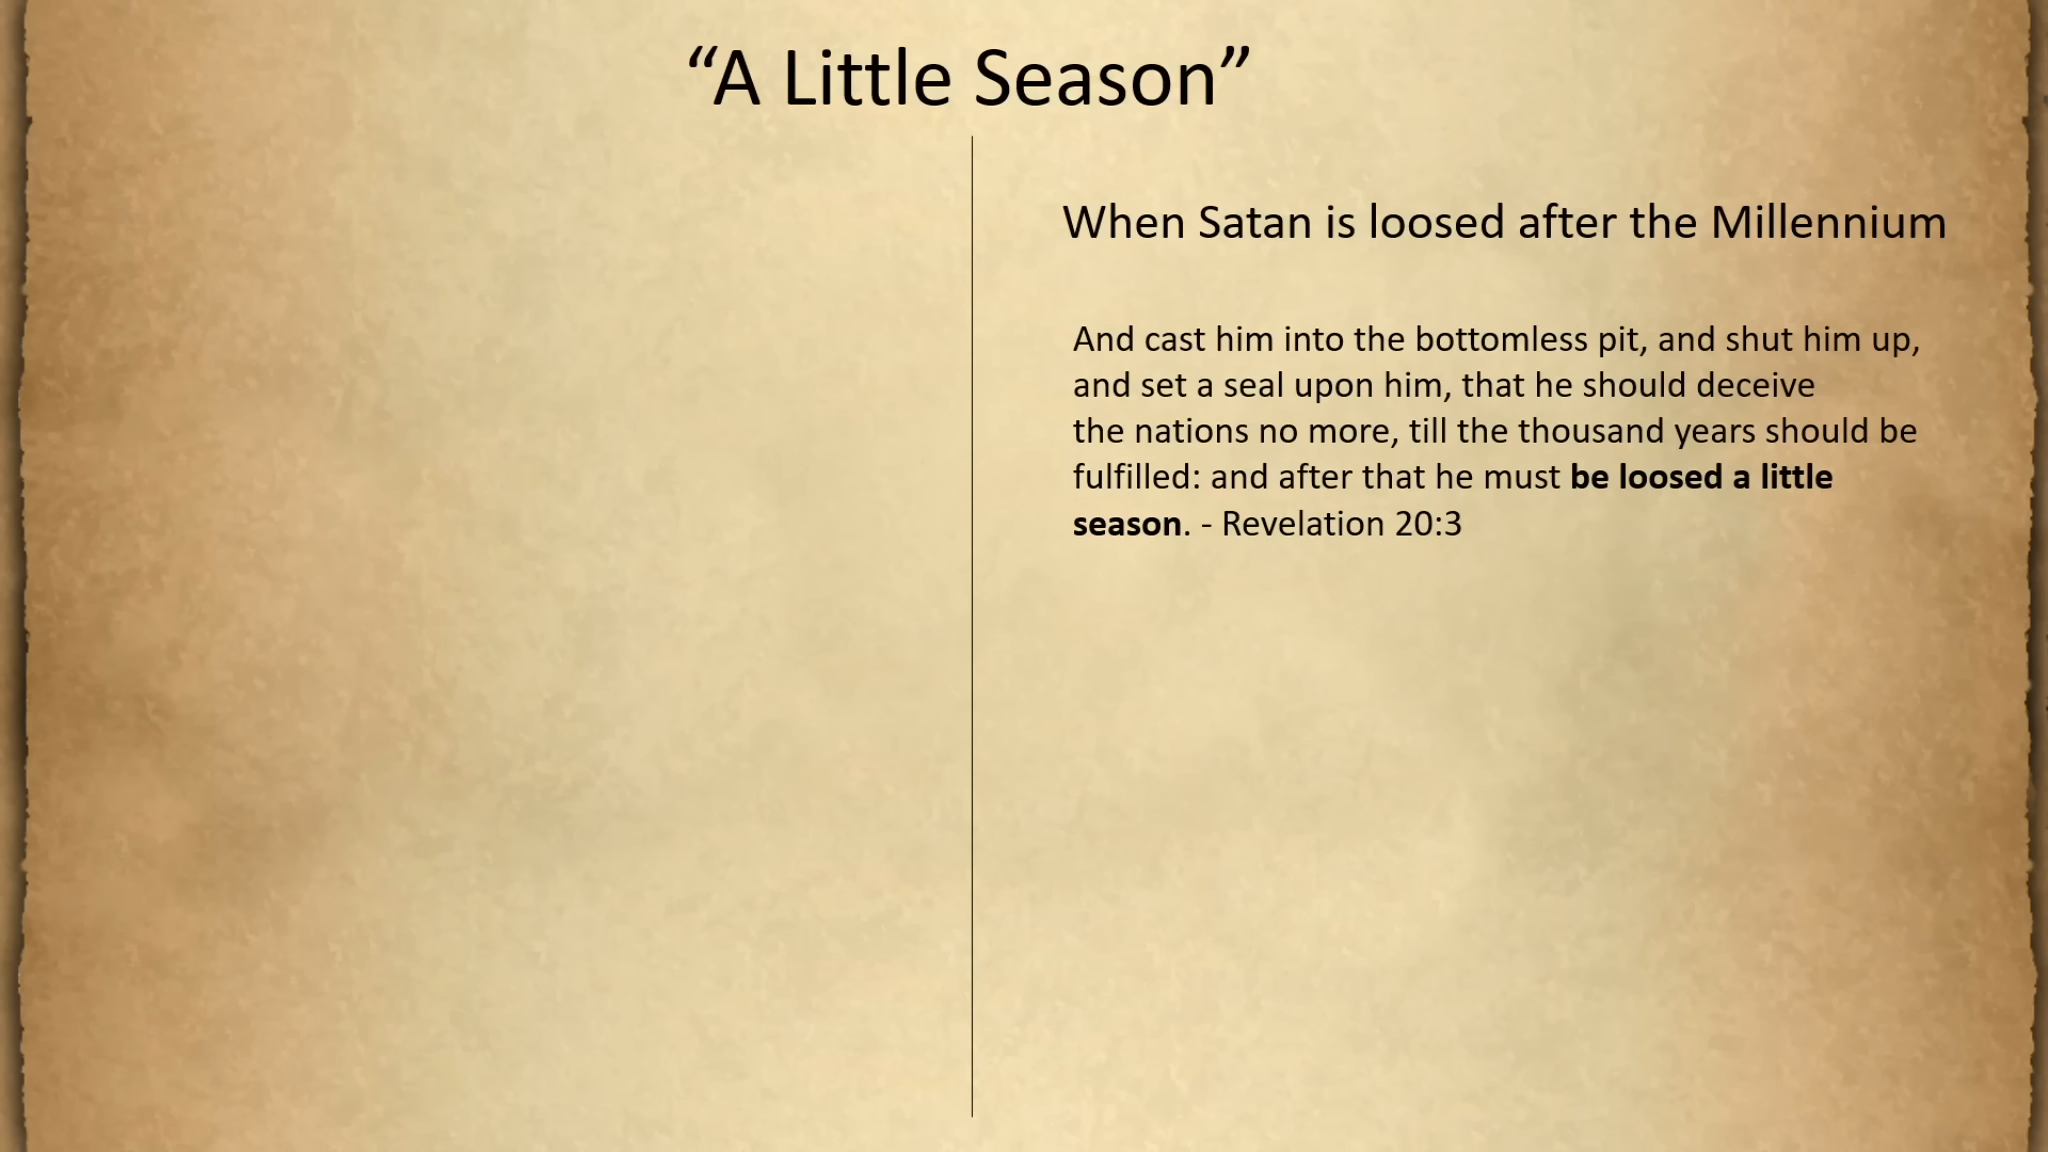 “A Little Season”
When Satan is loosed after the Millennium
And cast him into the bottomless pit, and shut him up,
and set a seal upon him, that he should deceive
the nations no more, till the thousand years should be
fulfilled: and after that he must be loosed a little
season. - Revelation 20:3